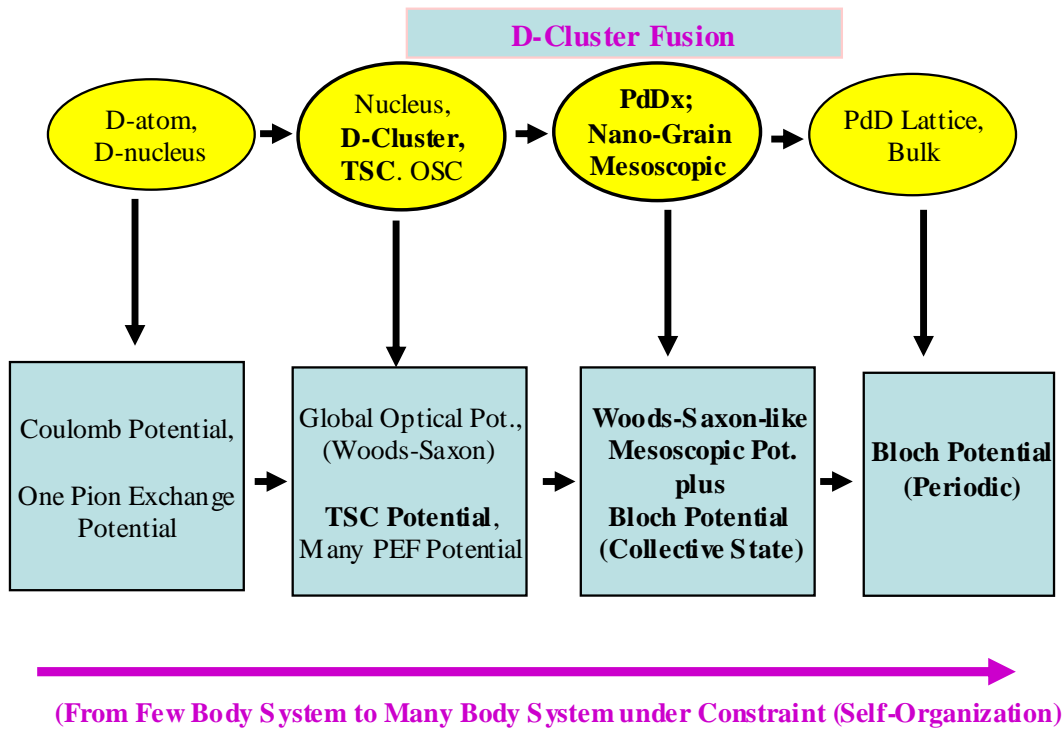 D-Cluster Fusion
D-atom,
D-nucleus
Nucleus,
D-Cluster,
TSC. OSC
PdDx;
Nano-Grain
Mesoscopic
PdD Lattice,
Bulk
Coulomb Potential,
One Pion Exchange
Potential
Global Optical Pot.,
(Woods-Saxon)
TSC Potential,
Many PEF Potential
Woods-Saxon-like
Mesoscopic Pot.
plus
Bloch Potential
(Collective State)
Bloch Potential
(Periodic)
(From Few Body System to Many Body System under Constraint (Self-Organization)